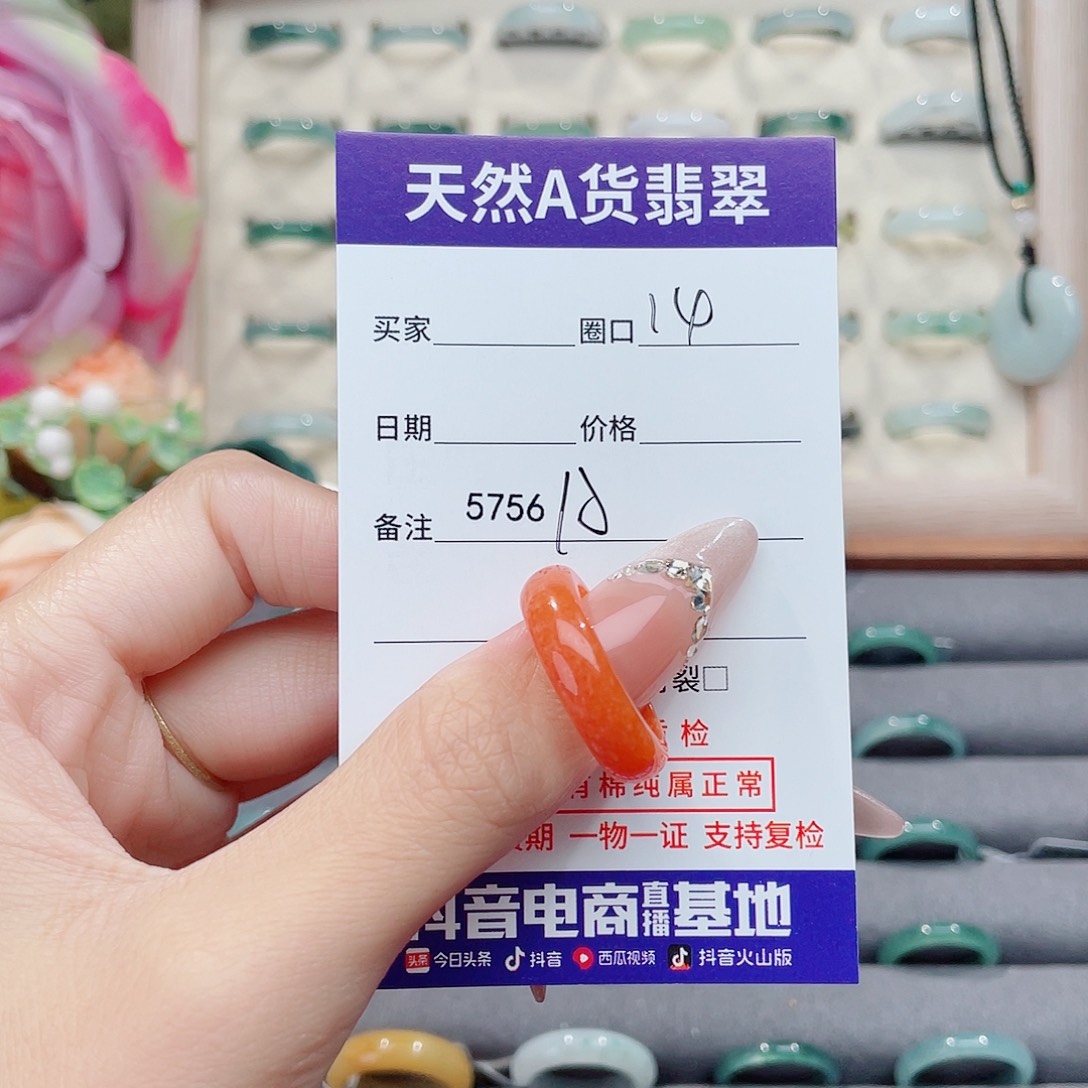 天然A货翡翠
买家 圈口 14
日期 价格
备注 5756
裂□
检
棉纯属正常
期 一物一证 支持复检
抖音电商直播基地
头条 今日头条 抖音 西瓜视频 抖音火山版